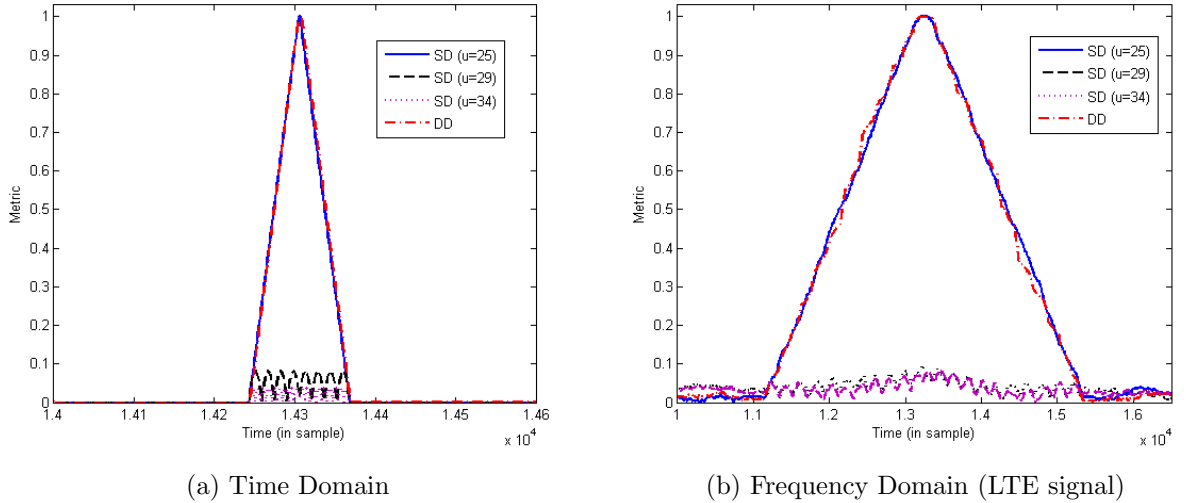 1
0.9
0.8
0.7
0.6
0.5
0.4
0.3
0.2
0.1
0
Metric
SD (u=25)
SD (u=29)
SD (u=34)
DD
1.4
1.41
1.42
1.43
1.44
1.45
1.46
Time (in sample)
x 10^4
(a) Time Domain
1
0.9
0.8
0.7
0.6
0.5
0.4
0.3
0.2
0.1
0
Metric
SD (u=25)
SD (u=29)
SD (u=34)
DD
1
1.1
1.2
1.3
1.4
1.5
1.6
Time (in sample)
x 10^4
(b) Frequency Domain (LTE signal)